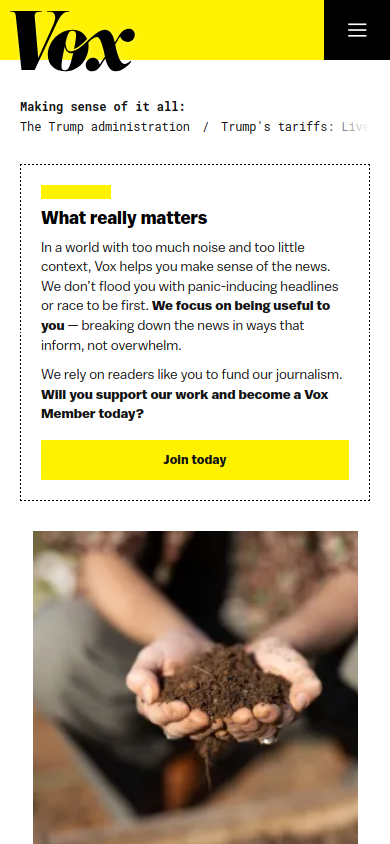 Vox
Making sense of it all:
The Trump administration / Trump's tariffs: Live
What really matters
In a world with too much noise and too little
context, Vox helps you make sense of the news.
We don't flood you with panic-inducing headlines
or race to be first. We focus on being useful to
you — breaking down the news in ways that
inform, not overwhelm.
We rely on readers like you to fund our journalism.
Will you support our work and become a Vox
Member today?
Join today